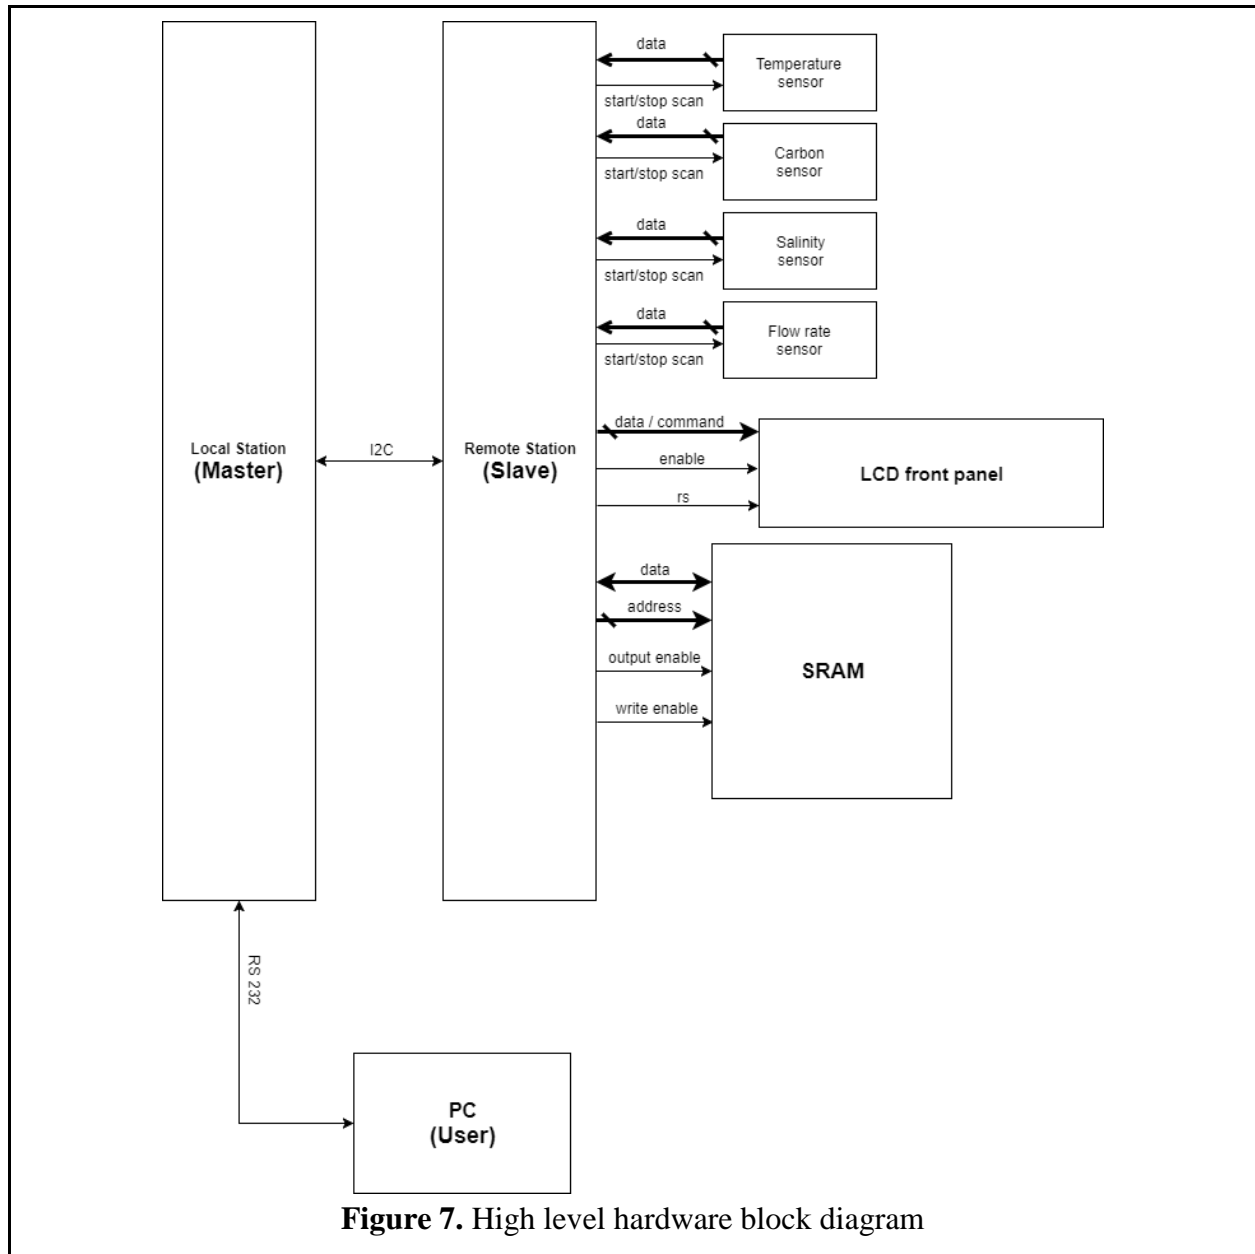 data
Temperature
sensor
start/stop scan
data
Carbon
sensor
start/stop scan
data
Salinity
sensor
start/stop scan
data
Flow rate
sensor
start/stop scan
data / command
Local Station
(Master)
I2C
Remote Station
(Slave)
enable
LCD front panel
rs
data
address
output enable
SRAM
write enable
RS 232
PC
(User)
Figure 7. High level hardware block diagram